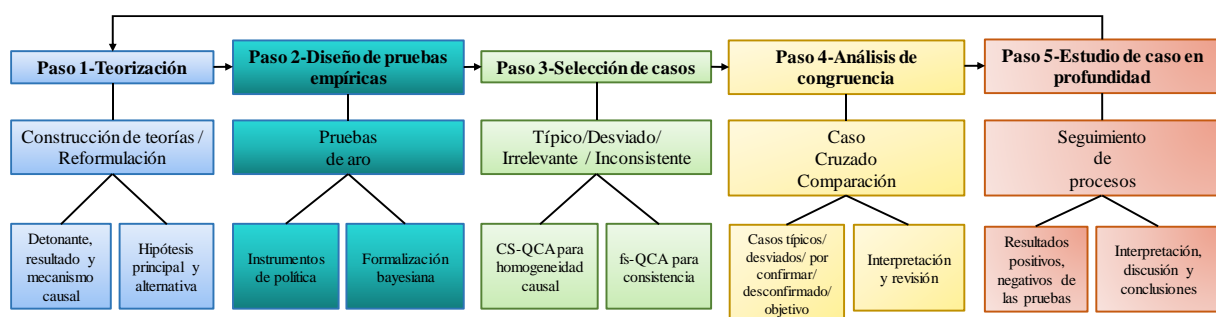 Paso 1-Teorización
Paso 2-Diseño de pruebas
empíricas
Paso 3-Selección de casos
Paso 4-Análisis de
congruencia
Paso 5-Estudio de caso en
profundidad
Construcción de teorías /
Reformulación
Pruebas
de aro
Típico/Desviado/
Irrelevante / Inconsistente
Caso
Cruzado
Comparación
Seguimiento
de
procesos
Detonante,
resultado y
mecanismo
causal
Hipótesis
principal y
alternativa
Instrumentos
de política
Formalización
bayesiana
CS-QCA para
homogeneidad
causal
fs-QCA para
consistencia
Casos típicos/
desviados/ por
confirmar/
desconfirmado/
objetivo
Interpretación
y revisión
Resultados
positivos,
negativos de
las pruebas
Interpretación,
discusión y
conclusiones